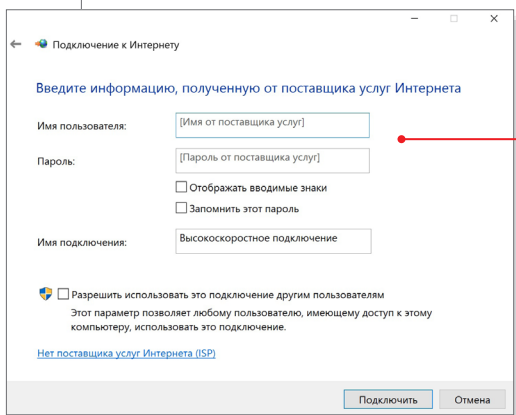 Подключение к Интернету
Введите информацию, полученную от поставщика услуг Интернета
Имя пользователя:
[Имя от поставщика услуг]
Пароль:
[Пароль от поставщика услуг]
Отображать вводимые знаки
Запомнить этот пароль
Имя подключения:
Высокоскоростное подключение
Разрешить использовать это подключение другим пользователям
Этот параметр позволяет любому пользователю, имеющему доступ к этому
компьютеру, использовать это подключение.
Нет поставщика услуг Интернета (ISP)
Подключить
Отмена